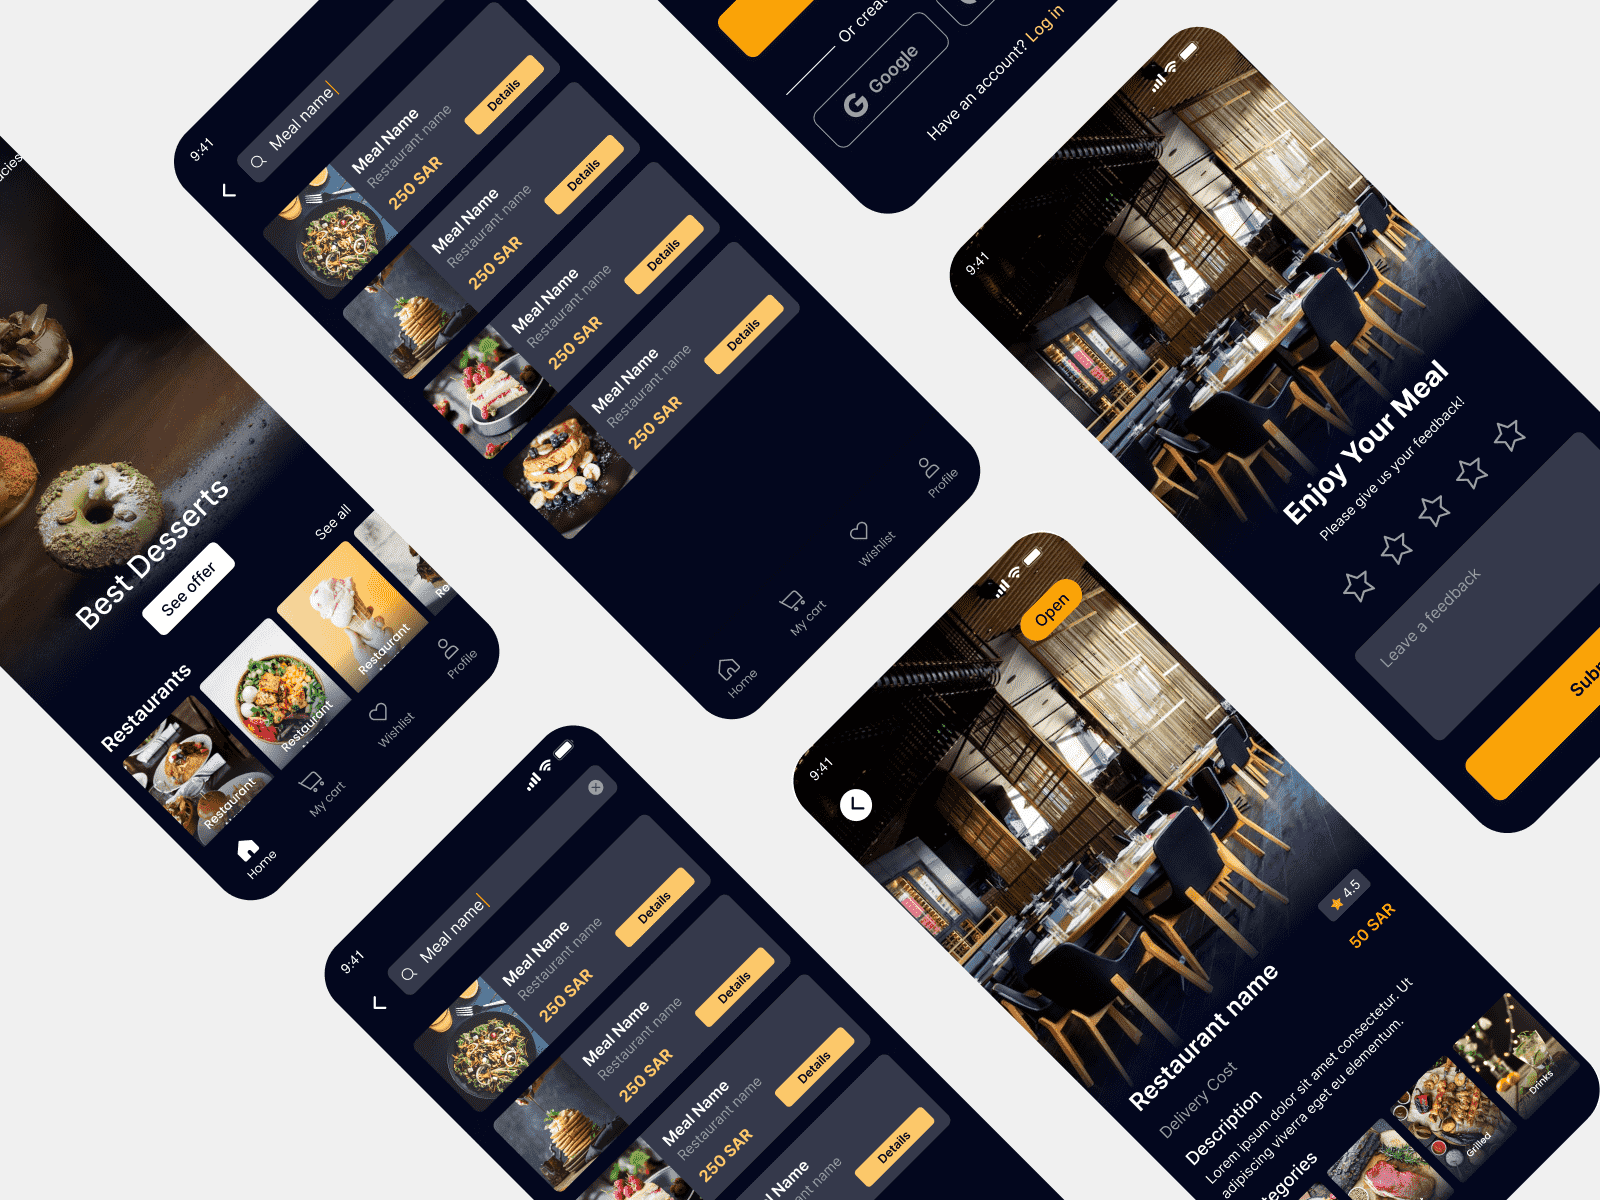 acies
Best Desserts
See offer
Restaurants
See all
Restaurant
Restaurant
Restaurant
Re
Home
My cart
Wishlist
Profile
9:41
Meal name
Meal Name
Restaurant name
250 SAR
Details
Meal Name
Restaurant name
250 SAR
Details
Meal Name
Restaurant name
250 SAR
Details
Meal Name
Restaurant name
250 SAR
Details
Home
My cart
Wishlist
Profile
Or creat
Google
Have an account? Log in
9:41
Enjoy Your Meal
Please give us your feedback!
Leave a feedback
Subr
9:41
Meal name
Meal Name
Restaurant name
250 SAR
Details
Meal Name
Restaurant name
250 SAR
Details
Meal Name
Restaurant name
250 SAR
Details
l Name
Restaurant name
Details
9:41
Open
4.5
50 SAR
Restaurant name
Delivery Cost
Description
Lorem ipsum dolor sit amet consectetur. Ut
adipiscing viverra eget eu elementum.
tegories
Grilled
Drinks